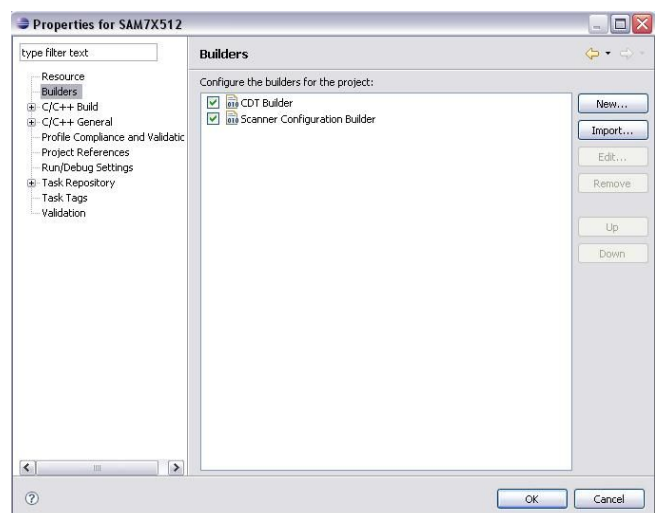 Properties for SAM7X512
type filter text
Resource
Builders
C/C++ Build
C/C++ General
Profile Compliance and Validatic
Project References
Run/Debug Settings
Task Repository
Task Tags
Validation
Builders
Configure the builders for the project:
CDT Builder
Scanner Configuration Builder
New...
Import...
Edit...
Remove
Up
Down
OK
Cancel